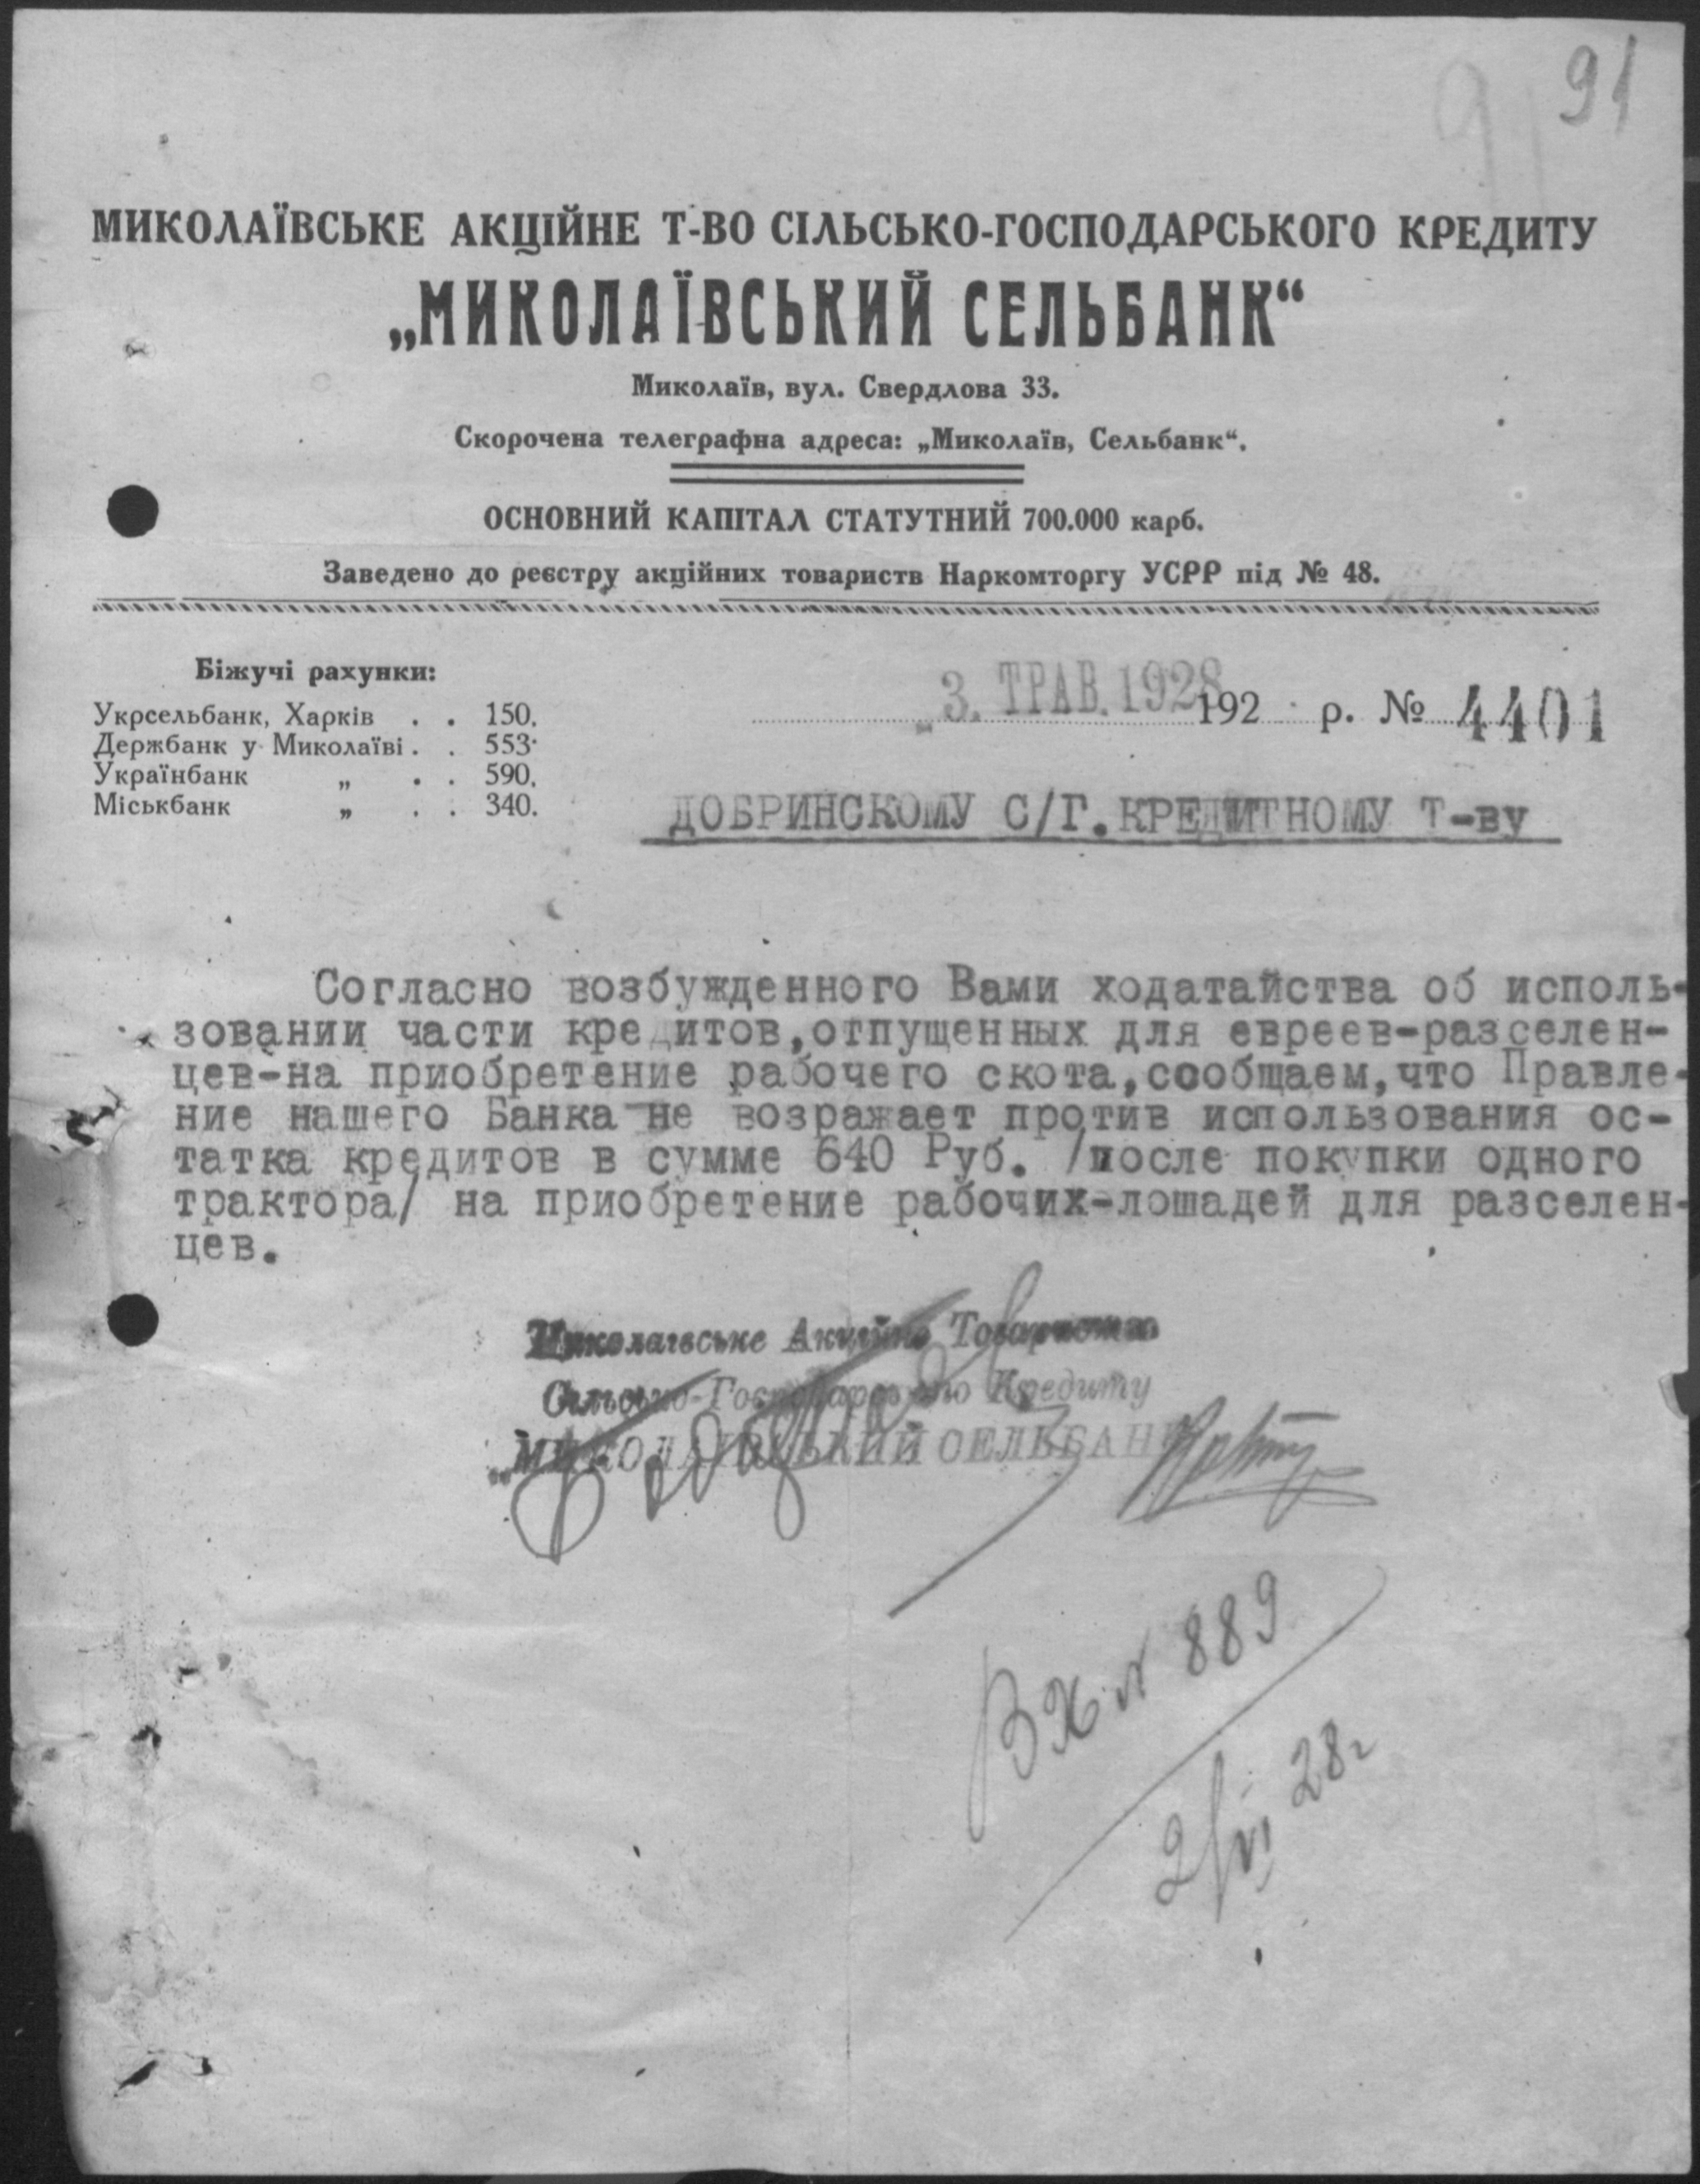 91
МИКОЛАЇВСЬКЕ АКЦІЙНЕ Т-ВО СІЛЬСЬКО-ГОСПОДАРСЬКОГО КРЕДИТУ
„МИКОЛАЇВСЬКИЙ СЕЛЬБАНК“
Миколаїв, вул. Свердлова 33.
Скорочена телеграфна адреса: „Миколаїв, Сельбанк“.
ОСНОВНИЙ КАПІТАЛ СТАТУТНИЙ 700.000 карб.
Заведено до реєстру акційних товариств Наркомторгу УСРР під № 48.
Біжучі рахунки:
Укрсельбанк, Харків . . 150.
Держбанк у Миколаїві . . 553.
Українбанк „ . . 590.
Міськбанк „ . . 340.
3. ТРАВ. 1928 192 р. № 4401
ДОБРИНСКОМУ С/Г. КРЕДИТНОМУ Т-ву
Согласно возбужденного Вами ходатайства об исполь-
зовании части кредитов,отпущенных для евреев-разселен-
цев-на приобретение рабочего скота,сообщаем,что Правле-
ние нашего Банка не возражает против использования ос-
татка кредитов в сумме 640 Руб. /после покупки одного
трактора/ на приобретение рабочих-лошадей для разселен-
цев.
Миколаївське Акційне Товариство
Сільсько-Господарського Кредиту
„МИКОЛАЇВСЬКИЙ СЕЛЬБАНК
ВХ. № 889
2/VI 28г